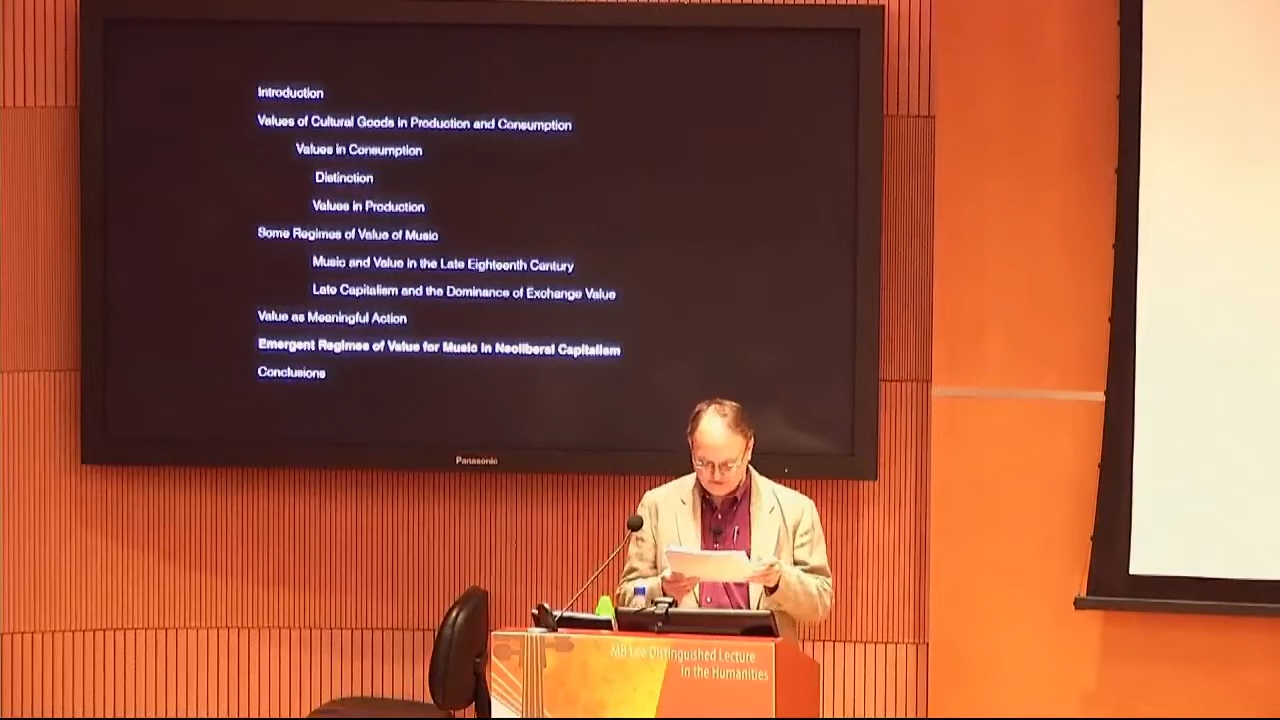 Introduction
Values of Cultural Goods in Production and Consumption
Values in Consumption
Distinction
Values in Production
Some Regimes of Value of Music
Music and Value in the Late Eighteenth Century
Late Capitalism and the Dominance of Exchange Value
Value as Meaningful Action
Emergent Regimes of Value for Music in Neoliberal Capitalism
Conclusions
Panasonic
MB Lee Distinguished Lecture
in the Humanities